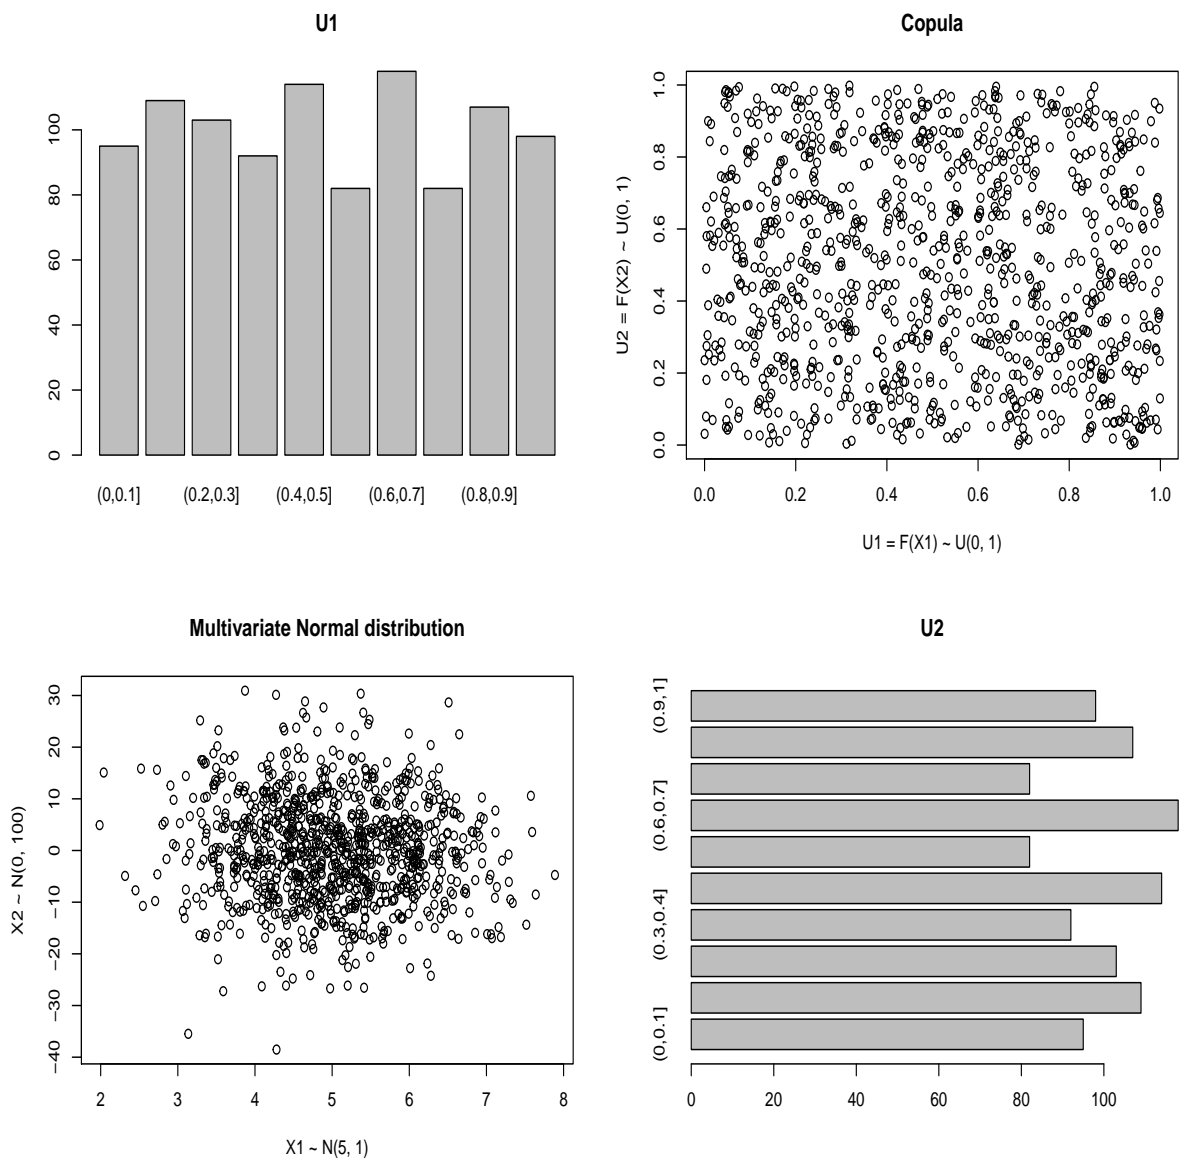 U1
0 20 40 60 80 100
(0,0.1] (0.2,0.3] (0.4,0.5] (0.6,0.7] (0.8,0.9]
Copula
U2 = F(X2) ~ U(0, 1)
0.0 0.2 0.4 0.6 0.8 1.0
0.0 0.2 0.4 0.6 0.8 1.0
U1 = F(X1) ~ U(0, 1)
Multivariate Normal distribution
X2 ~ N(0, 100)
−40 −30 −20 −10 0 10 20 30
2 3 4 5 6 7 8
X1 ~ N(5, 1)
U2
(0,0.1] (0.3,0.4] (0.6,0.7] (0.9,1]
0 20 40 60 80 100